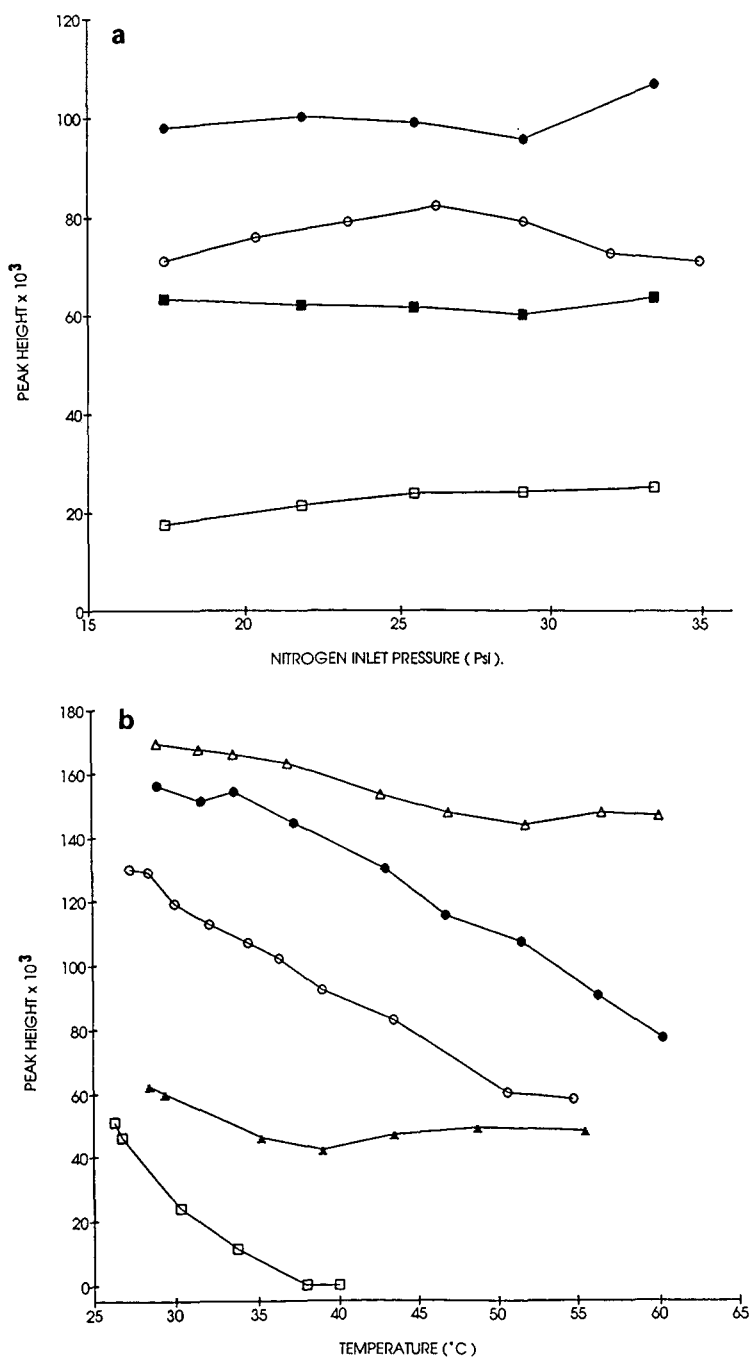 a
120
100
80
60
40
20
0
15 20 25 30 35
PEAK HEIGHT x 10³
NITROGEN INLET PRESSURE ( Psi ).
b
180
160
140
120
100
80
60
40
20
0
25 30 35 40 45 50 55 60 65
PEAK HEIGHT x 10³
TEMPERATURE (°C)